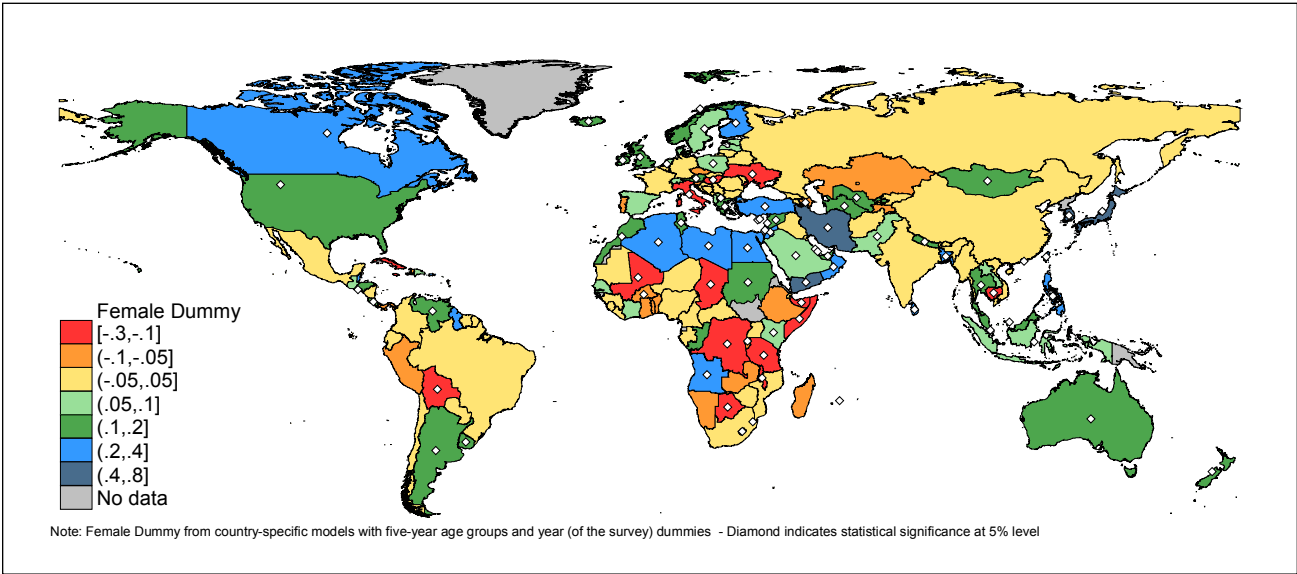 Female Dummy
[-.3,-.1]
(-.1,-.05]
(-.05,.05]
(.05,.1]
(.1,.2]
(.2,.4]
(.4,.8]
No data
Note: Female Dummy from country-specific models with five-year age groups and year (of the survey) dummies - Diamond indicates statistical significance at 5% level